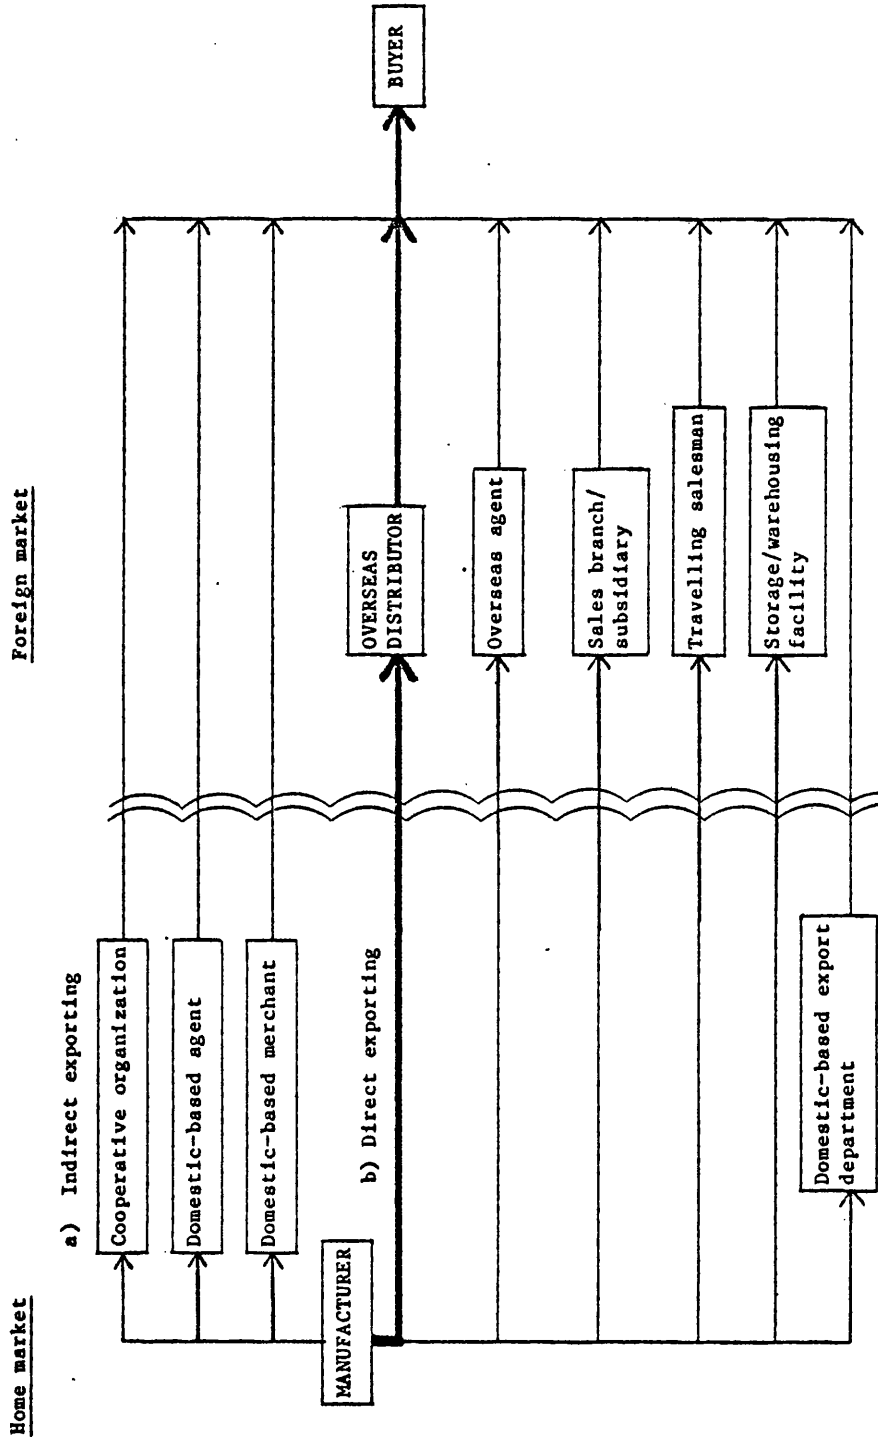 Home market
Foreign market
a) Indirect exporting
Cooperative organization
Domestic-based agent
Domestic-based merchant
MANUFACTURER
b) Direct exporting
OVERSEAS
DISTRIBUTOR
BUYER
Overseas agent
Sales branch/
subsidiary
Travelling salesman
Storage/warehousing
facility
Domestic-based export
department